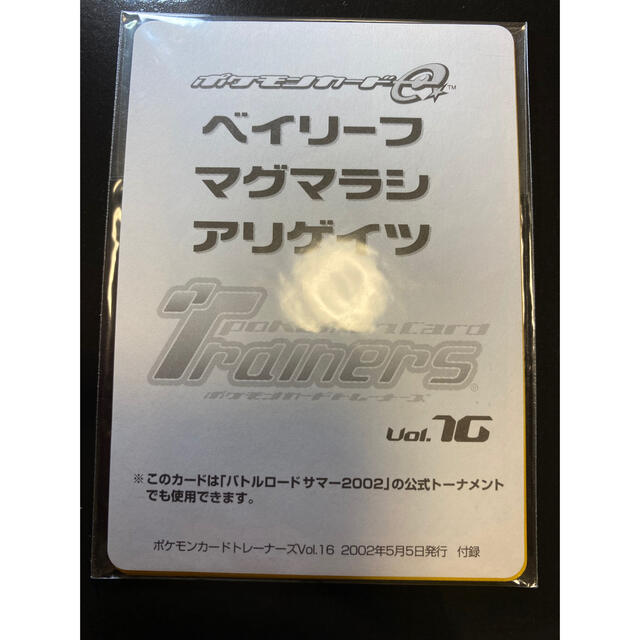 ポケモンカードe™
ベイリーフ
マグマラシ
アリゲイツ
Pokémon Card
Trainers®
ポケモンカードトレーナーズ
Vol.16
※このカードは「バトルロードサマー2002」の公式トーナメント
でも使用できます。
ポケモンカードトレーナーズVol.16 2002年5月5日発行 付録